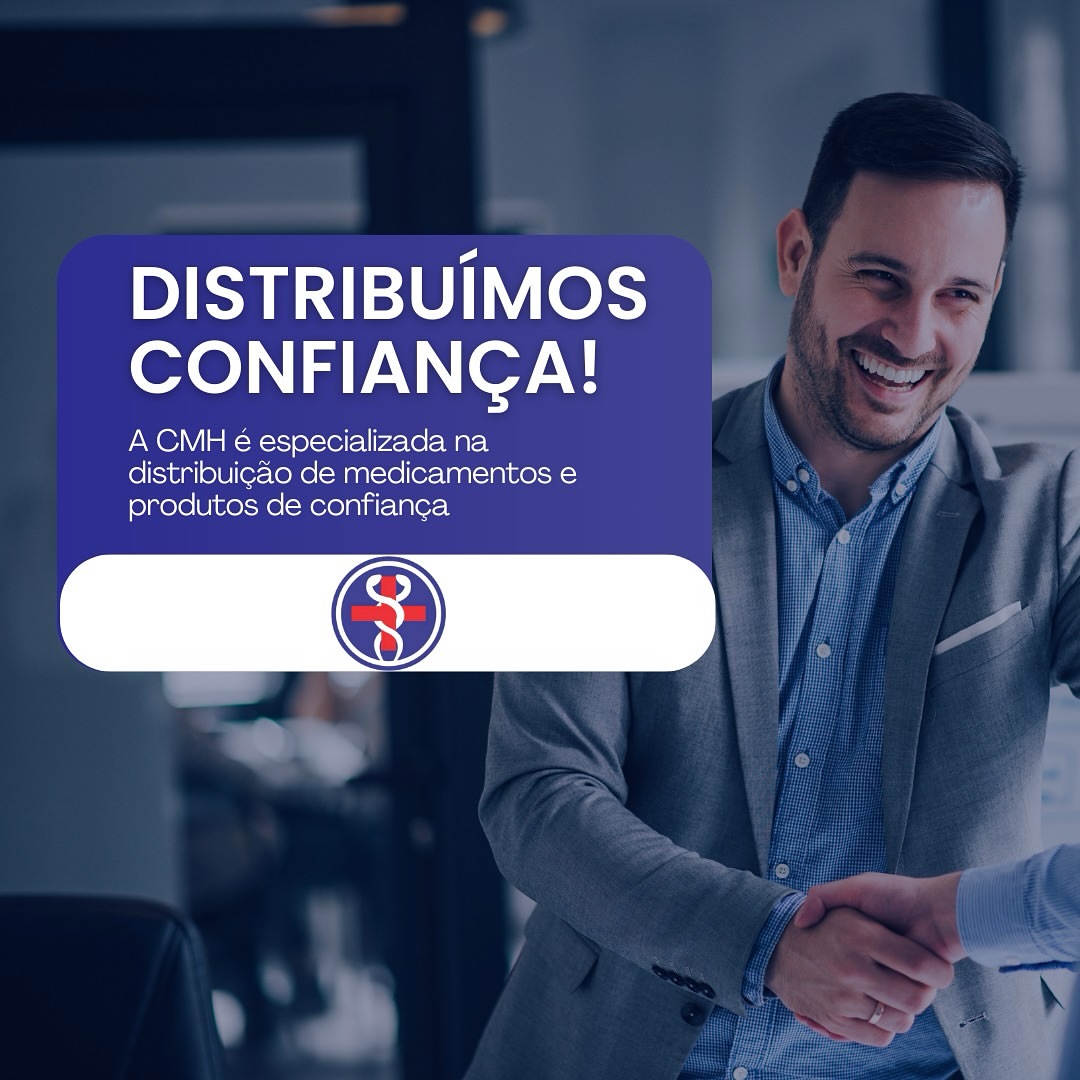 DISTRIBUÍMOS
CONFIANÇA!
A CMH é especializada na
distribuição de medicamentos e
produtos de confiança